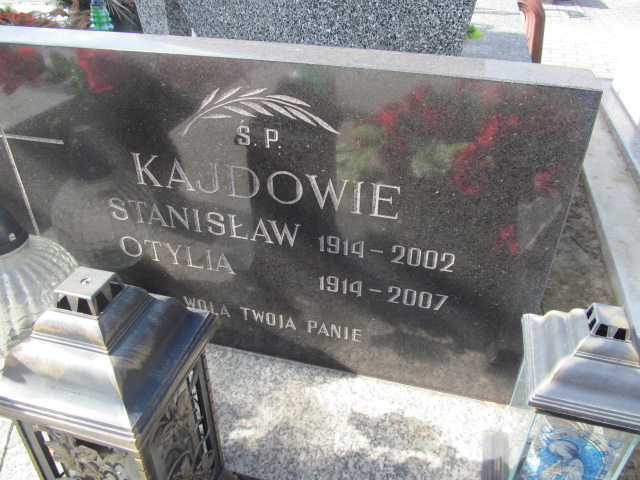 Ś.P.
KAJDOWIE
STANISŁAW 1914-2002
OTYLIA 1914-2007
WOLA TWOJA PANIE